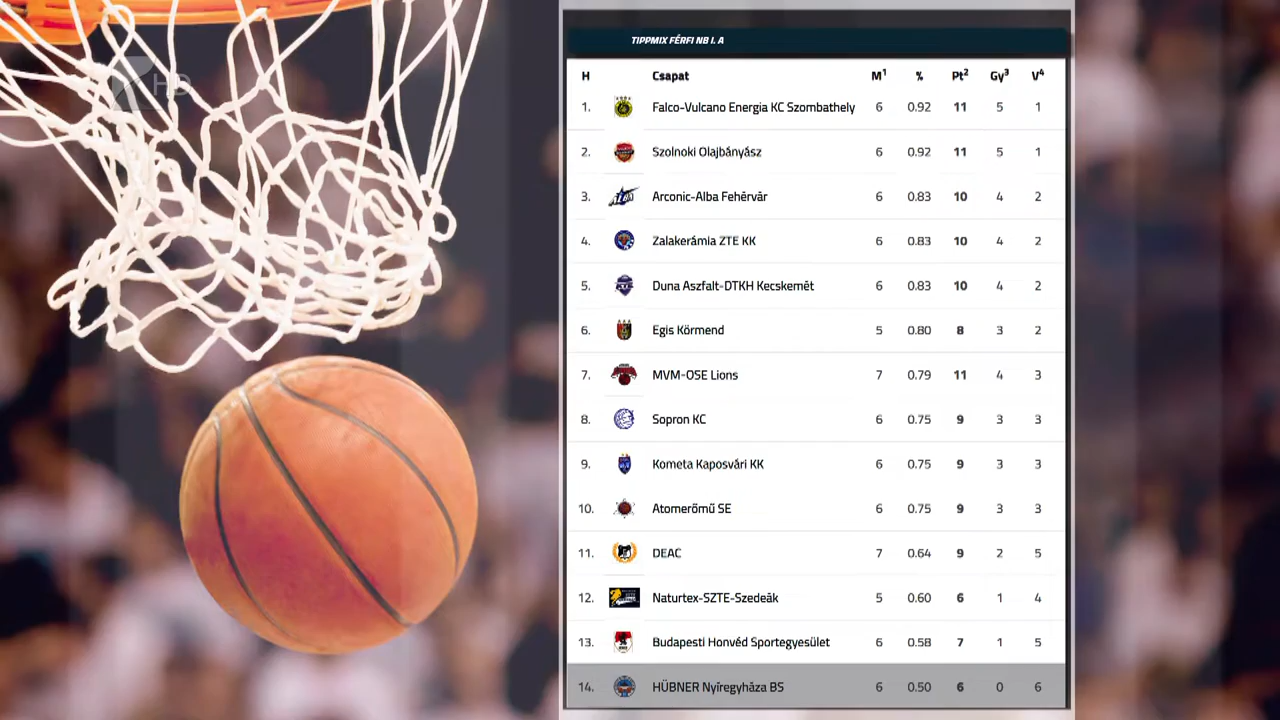 HD
TIPPMIX FÉRFI NB I. A
H Csapat M1 % Pt2 Gy3 V4
1. Falco-Vulcano Energia KC Szombathely 6 0.92 11 5 1
2. Szolnoki Olajbányász 6 0.92 11 5 1
3. Arconic-Alba Fehérvár 6 0.83 10 4 2
4. Zalakerámia ZTE KK 6 0.83 10 4 2
5. Duna Aszfalt-DTKH Kecskemét 6 0.83 10 4 2
6. Egis Körmend 5 0.80 8 3 2
7. MVM-OSE Lions 7 0.79 11 4 3
8. Sopron KC 6 0.75 9 3 3
9. Kometa Kaposvári KK 6 0.75 9 3 3
10. Atomerőmű SE 6 0.75 9 3 3
11. DEAC 7 0.64 9 2 5
12. Naturtex-SZTE-Szedeák 5 0.60 6 1 4
13. Budapesti Honvéd Sportegyesület 6 0.58 7 1 5
14. HÜBNER Nyíregyháza BS 6 0.50 6 0 6